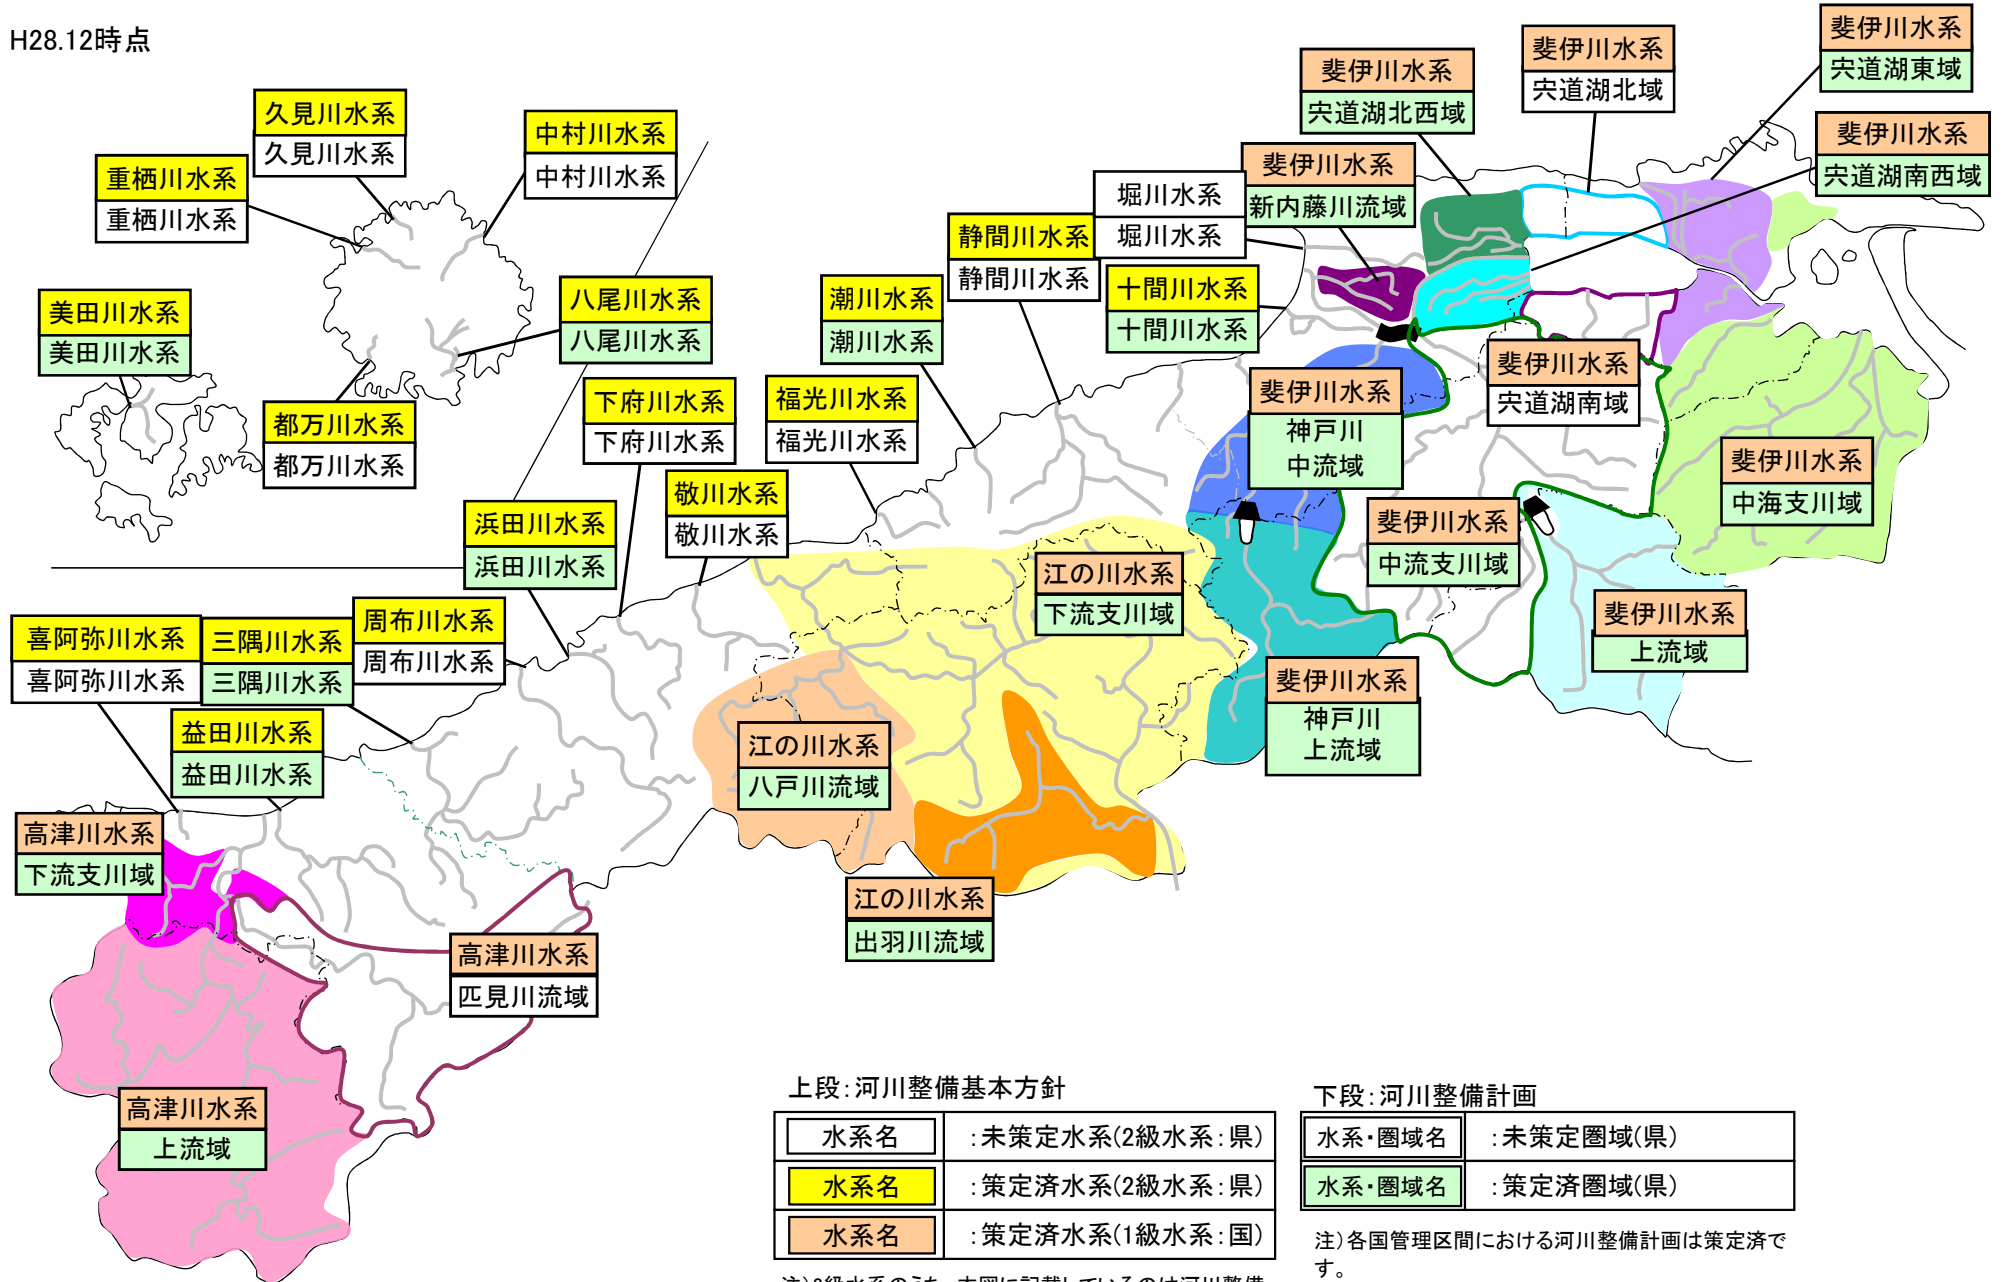 H28.12時点
斐伊川水系
宍道湖東域
斐伊川水系
宍道湖北域
斐伊川水系
宍道湖北西域
斐伊川水系
宍道湖南西域
斐伊川水系
新内藤川流域
久見川水系
久見川水系
中村川水系
中村川水系
重栖川水系
重栖川水系
堀川水系
堀川水系
静間川水系
静間川水系
十間川水系
十間川水系
八尾川水系
八尾川水系
潮川水系
潮川水系
美田川水系
美田川水系
都万川水系
都万川水系
下府川水系
下府川水系
福光川水系
福光川水系
斐伊川水系
宍道湖南域
斐伊川水系
神戸川
中流域
斐伊川水系
中海支川域
敬川水系
敬川水系
浜田川水系
浜田川水系
斐伊川水系
中流支川域
江の川水系
下流支川域
斐伊川水系
上流域
周布川水系
周布川水系
喜阿弥川水系
喜阿弥川水系
三隅川水系
三隅川水系
斐伊川水系
神戸川
上流域
益田川水系
益田川水系
江の川水系
八戸川流域
高津川水系
下流支川域
江の川水系
出羽川流域
高津川水系
匹見川流域
高津川水系
上流域
上段:河川整備基本方針
水系名 :未策定水系(2級水系:県)
水系名 :策定済水系(2級水系:県)
水系名 :策定済水系(1級水系:国)
下段:河川整備計画
水系・圏域名 :未策定圏域(県)
水系・圏域名 :策定済圏域(県)
注)各国管理区間における河川整備計画は策定済で
す。
注)2級水系のうち、本図に記載しているのは河川整備